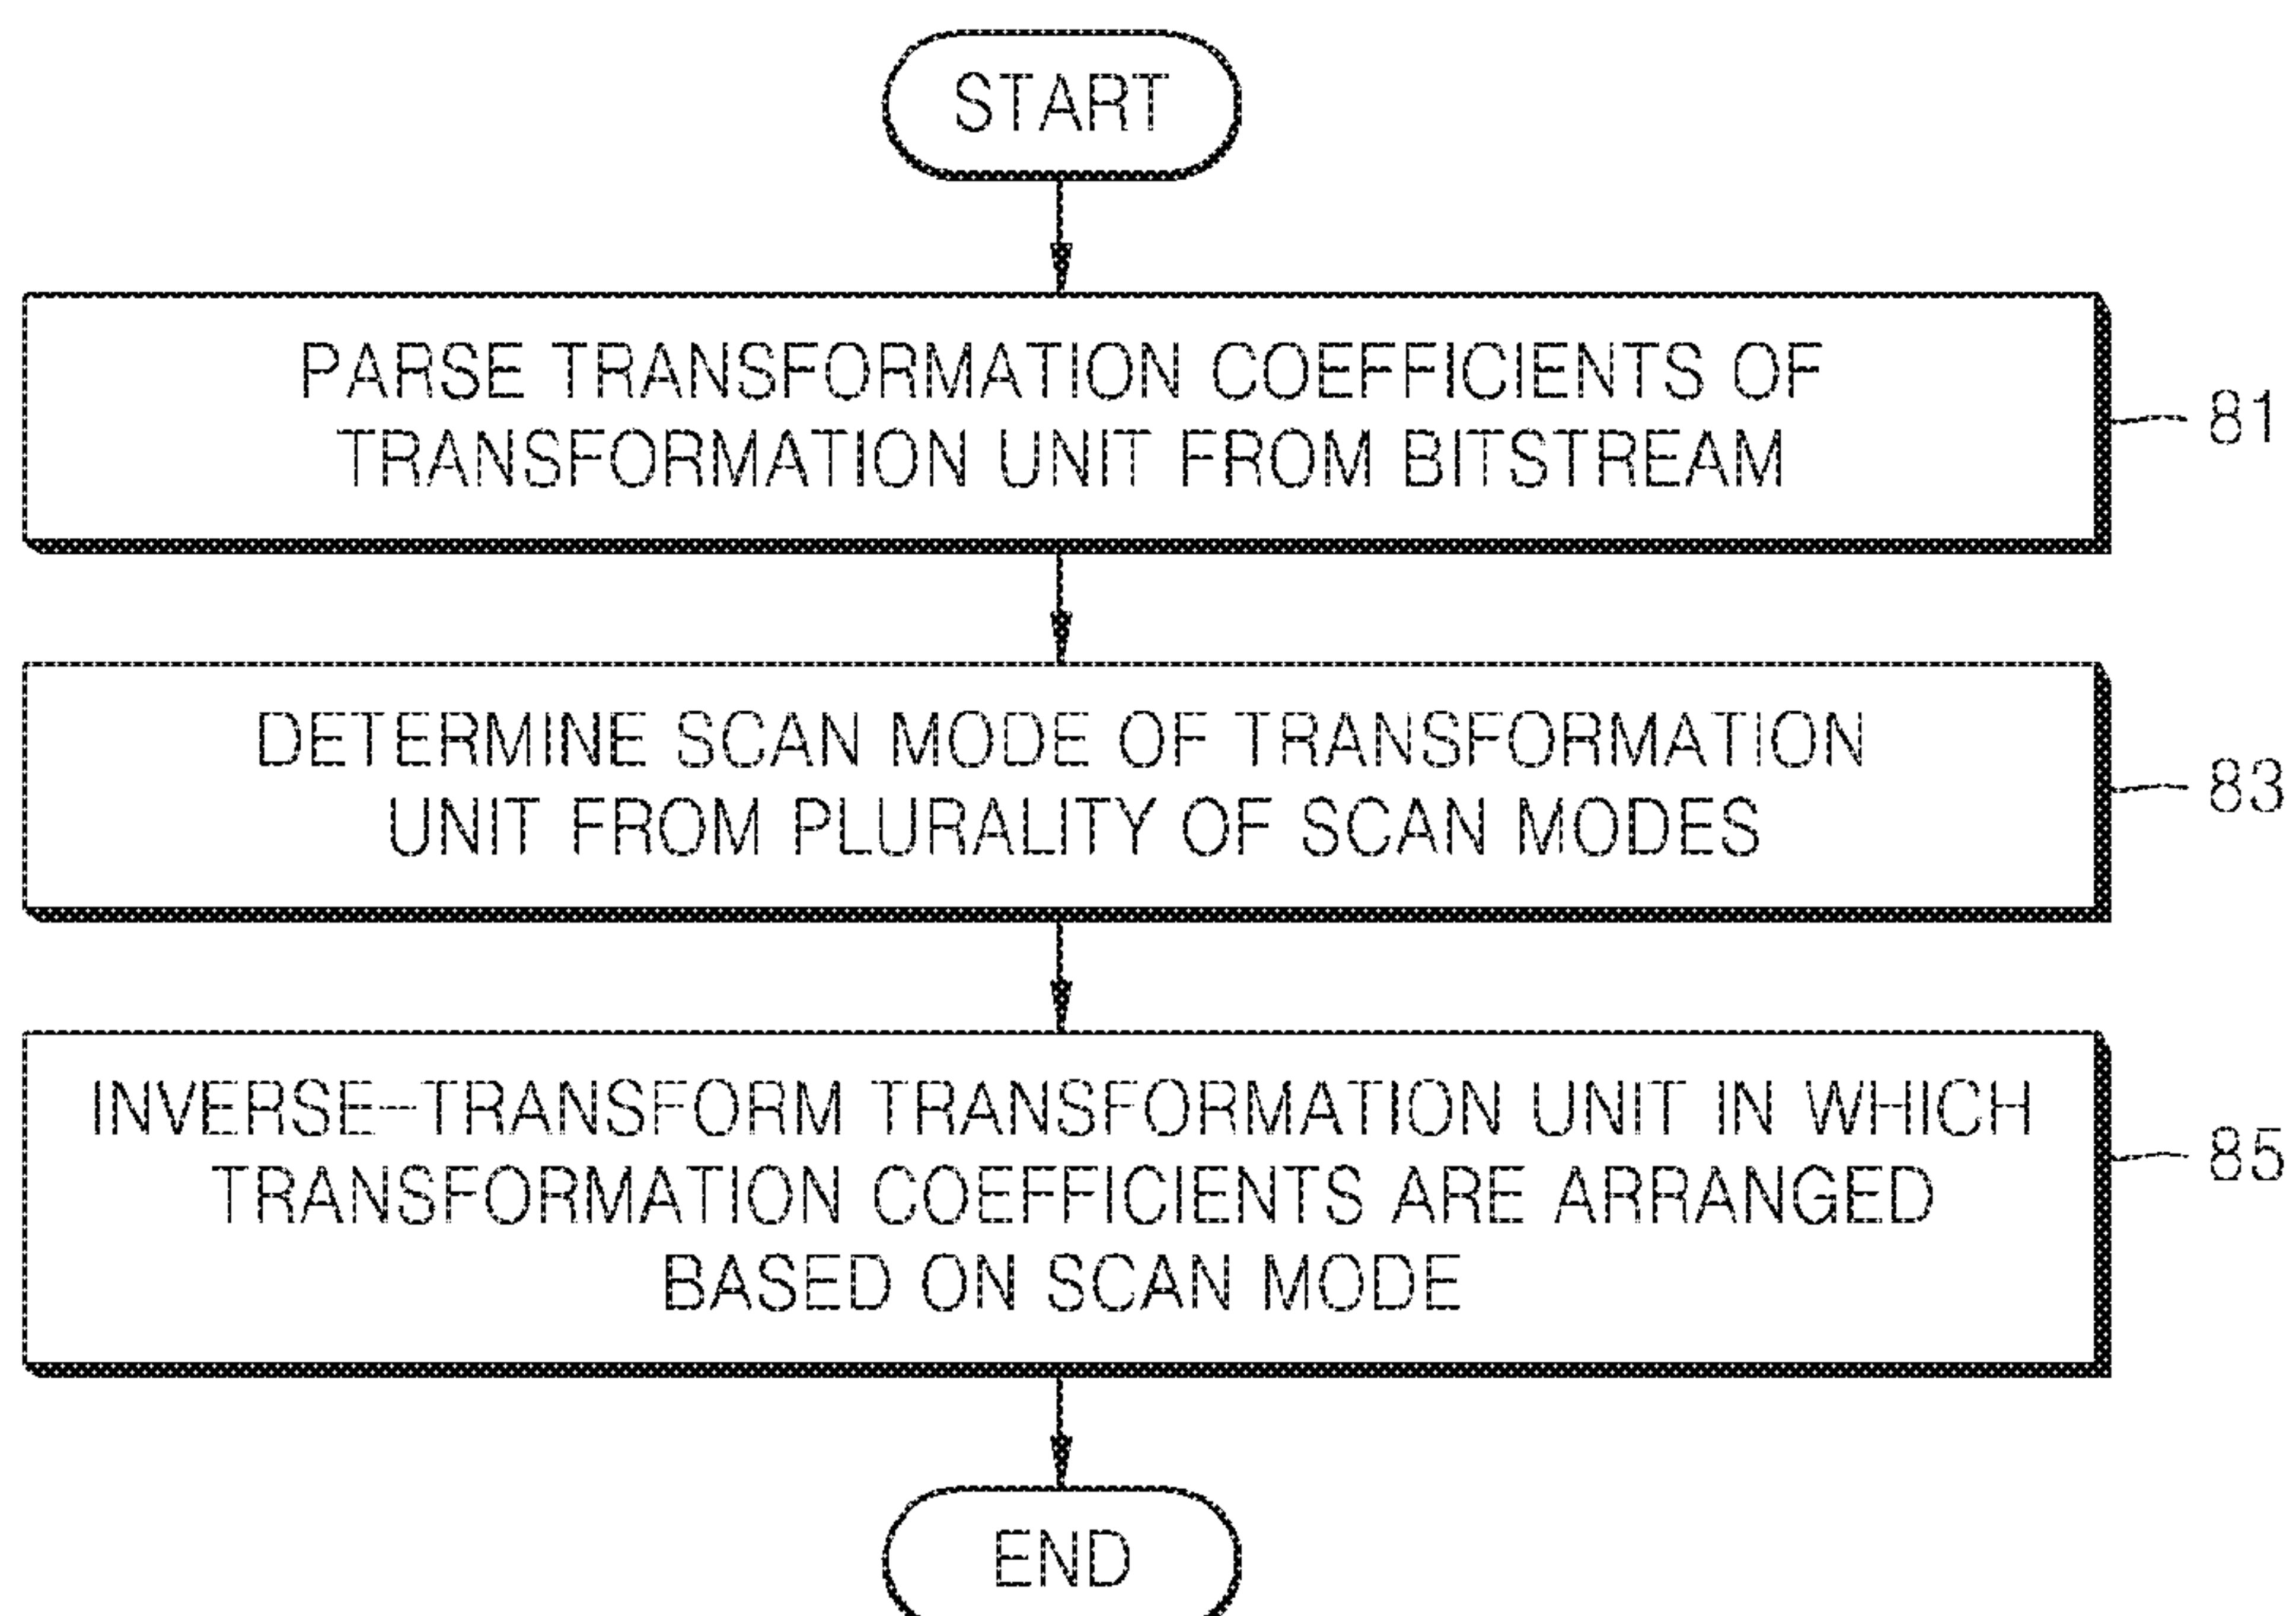 START
PARSE TRANSFORMATION COEFFICIENTS OF
TRANSFORMATION UNIT FROM BITSTREAM
81
DETERMINE SCAN MODE OF TRANSFORMATION
UNIT FROM PLURALITY OF SCAN MODES
83
INVERSE-TRANSFORM TRANSFORMATION UNIT IN WHICH
TRANSFORMATION COEFFICIENTS ARE ARRANGED
BASED ON SCAN MODE
85
END